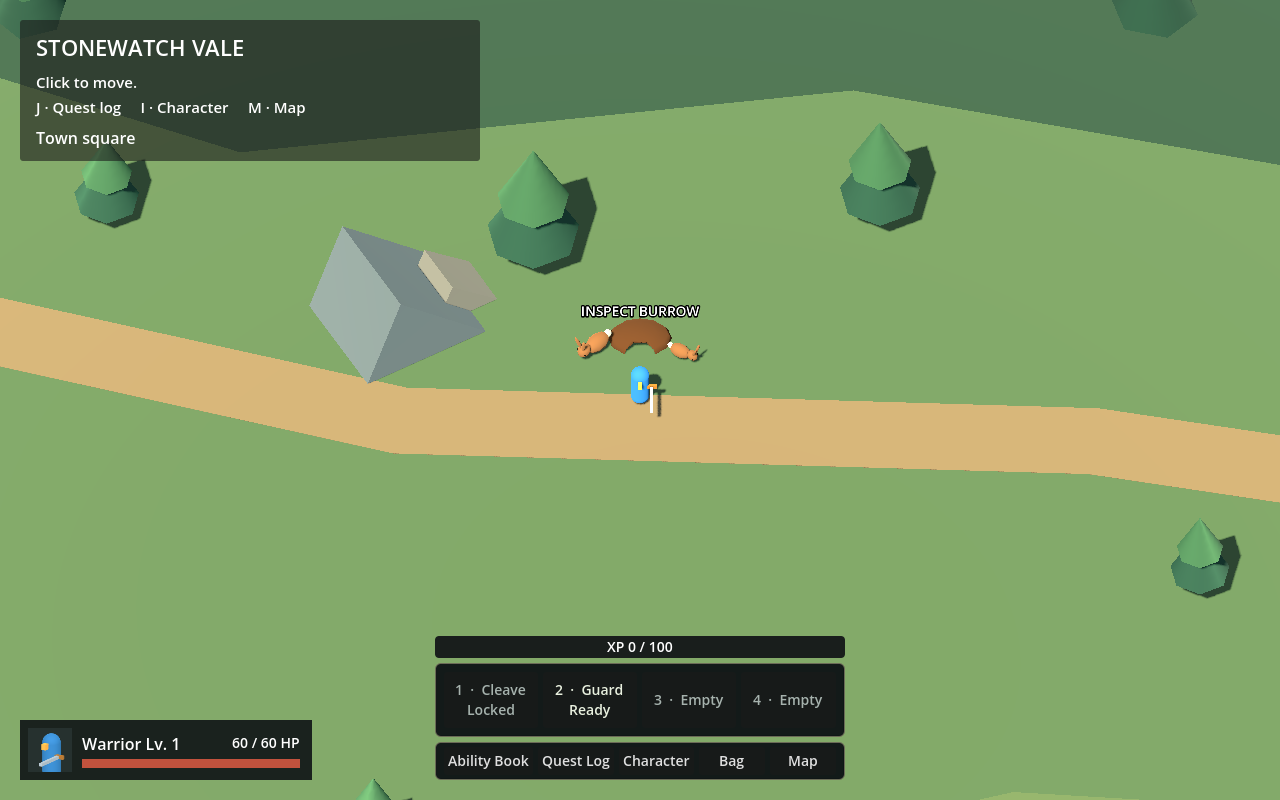 STONEWATCH VALE
Click to move.
J · Quest log I · Character M · Map
Town square
INSPECT BURROW
XP 0 / 100
1 · Cleave
Locked
2 · Guard
Ready
3 · Empty
4 · Empty
Warrior Lv. 1 60 / 60 HP
Ability Book Quest Log Character Bag Map